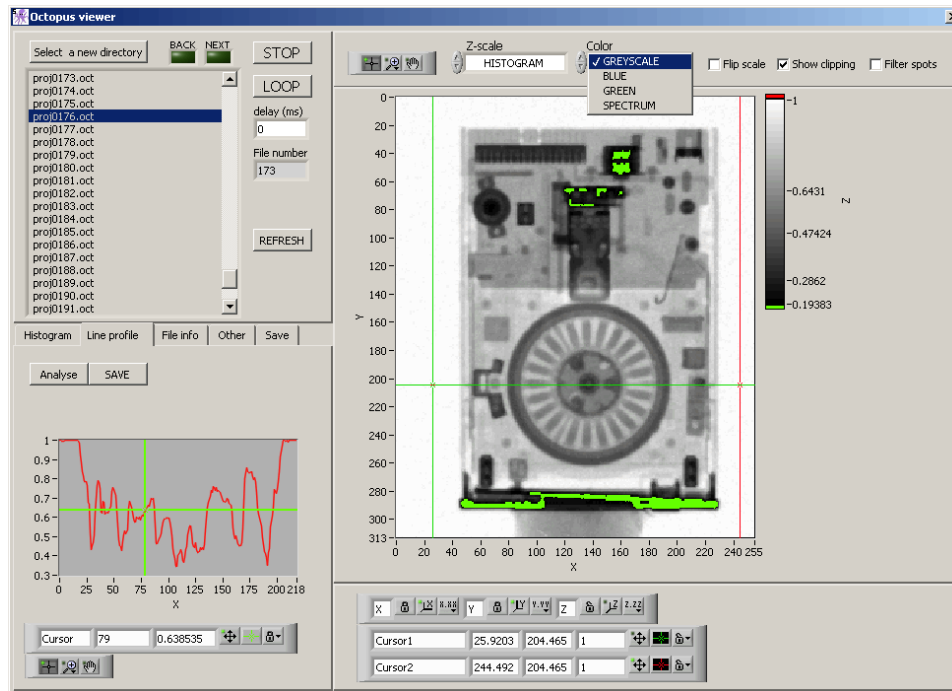 Octopus viewer
Select a new directory
BACK NEXT
STOP
LOOP
delay (ms)
0
File number
173
REFRESH
proj0173.oct
proj0174.oct
proj0175.oct
proj0176.oct
proj0177.oct
proj0178.oct
proj0179.oct
proj0180.oct
proj0181.oct
proj0182.oct
proj0183.oct
proj0184.oct
proj0185.oct
proj0186.oct
proj0187.oct
proj0188.oct
proj0189.oct
proj0190.oct
proj0191.oct
Histogram Line profile File info Other Save
Analyse SAVE
1
0.9
0.8
0.7
0.6
0.5
0.4
0.3
0 25 50 75 100 125 150 175 200 218
X
Cursor 79 0.638535
Z-scale
HISTOGRAM
Color
✓ GREYSCALE
BLUE
GREEN
SPECTRUM
Flip scale Show clipping Filter spots
0
20
40
60
80
100
120
140
160
180
200
220
240
260
280
300
313
Y
0 20 40 60 80 100 120 140 160 180 200 220 240 255
X
-1
-0.6431
-0.47424
-0.2862
-0.19383
Z
X X.XX Y Y.YY Z Z.ZZ
Cursor1 25.9203 204.465 1
Cursor2 244.492 204.465 1